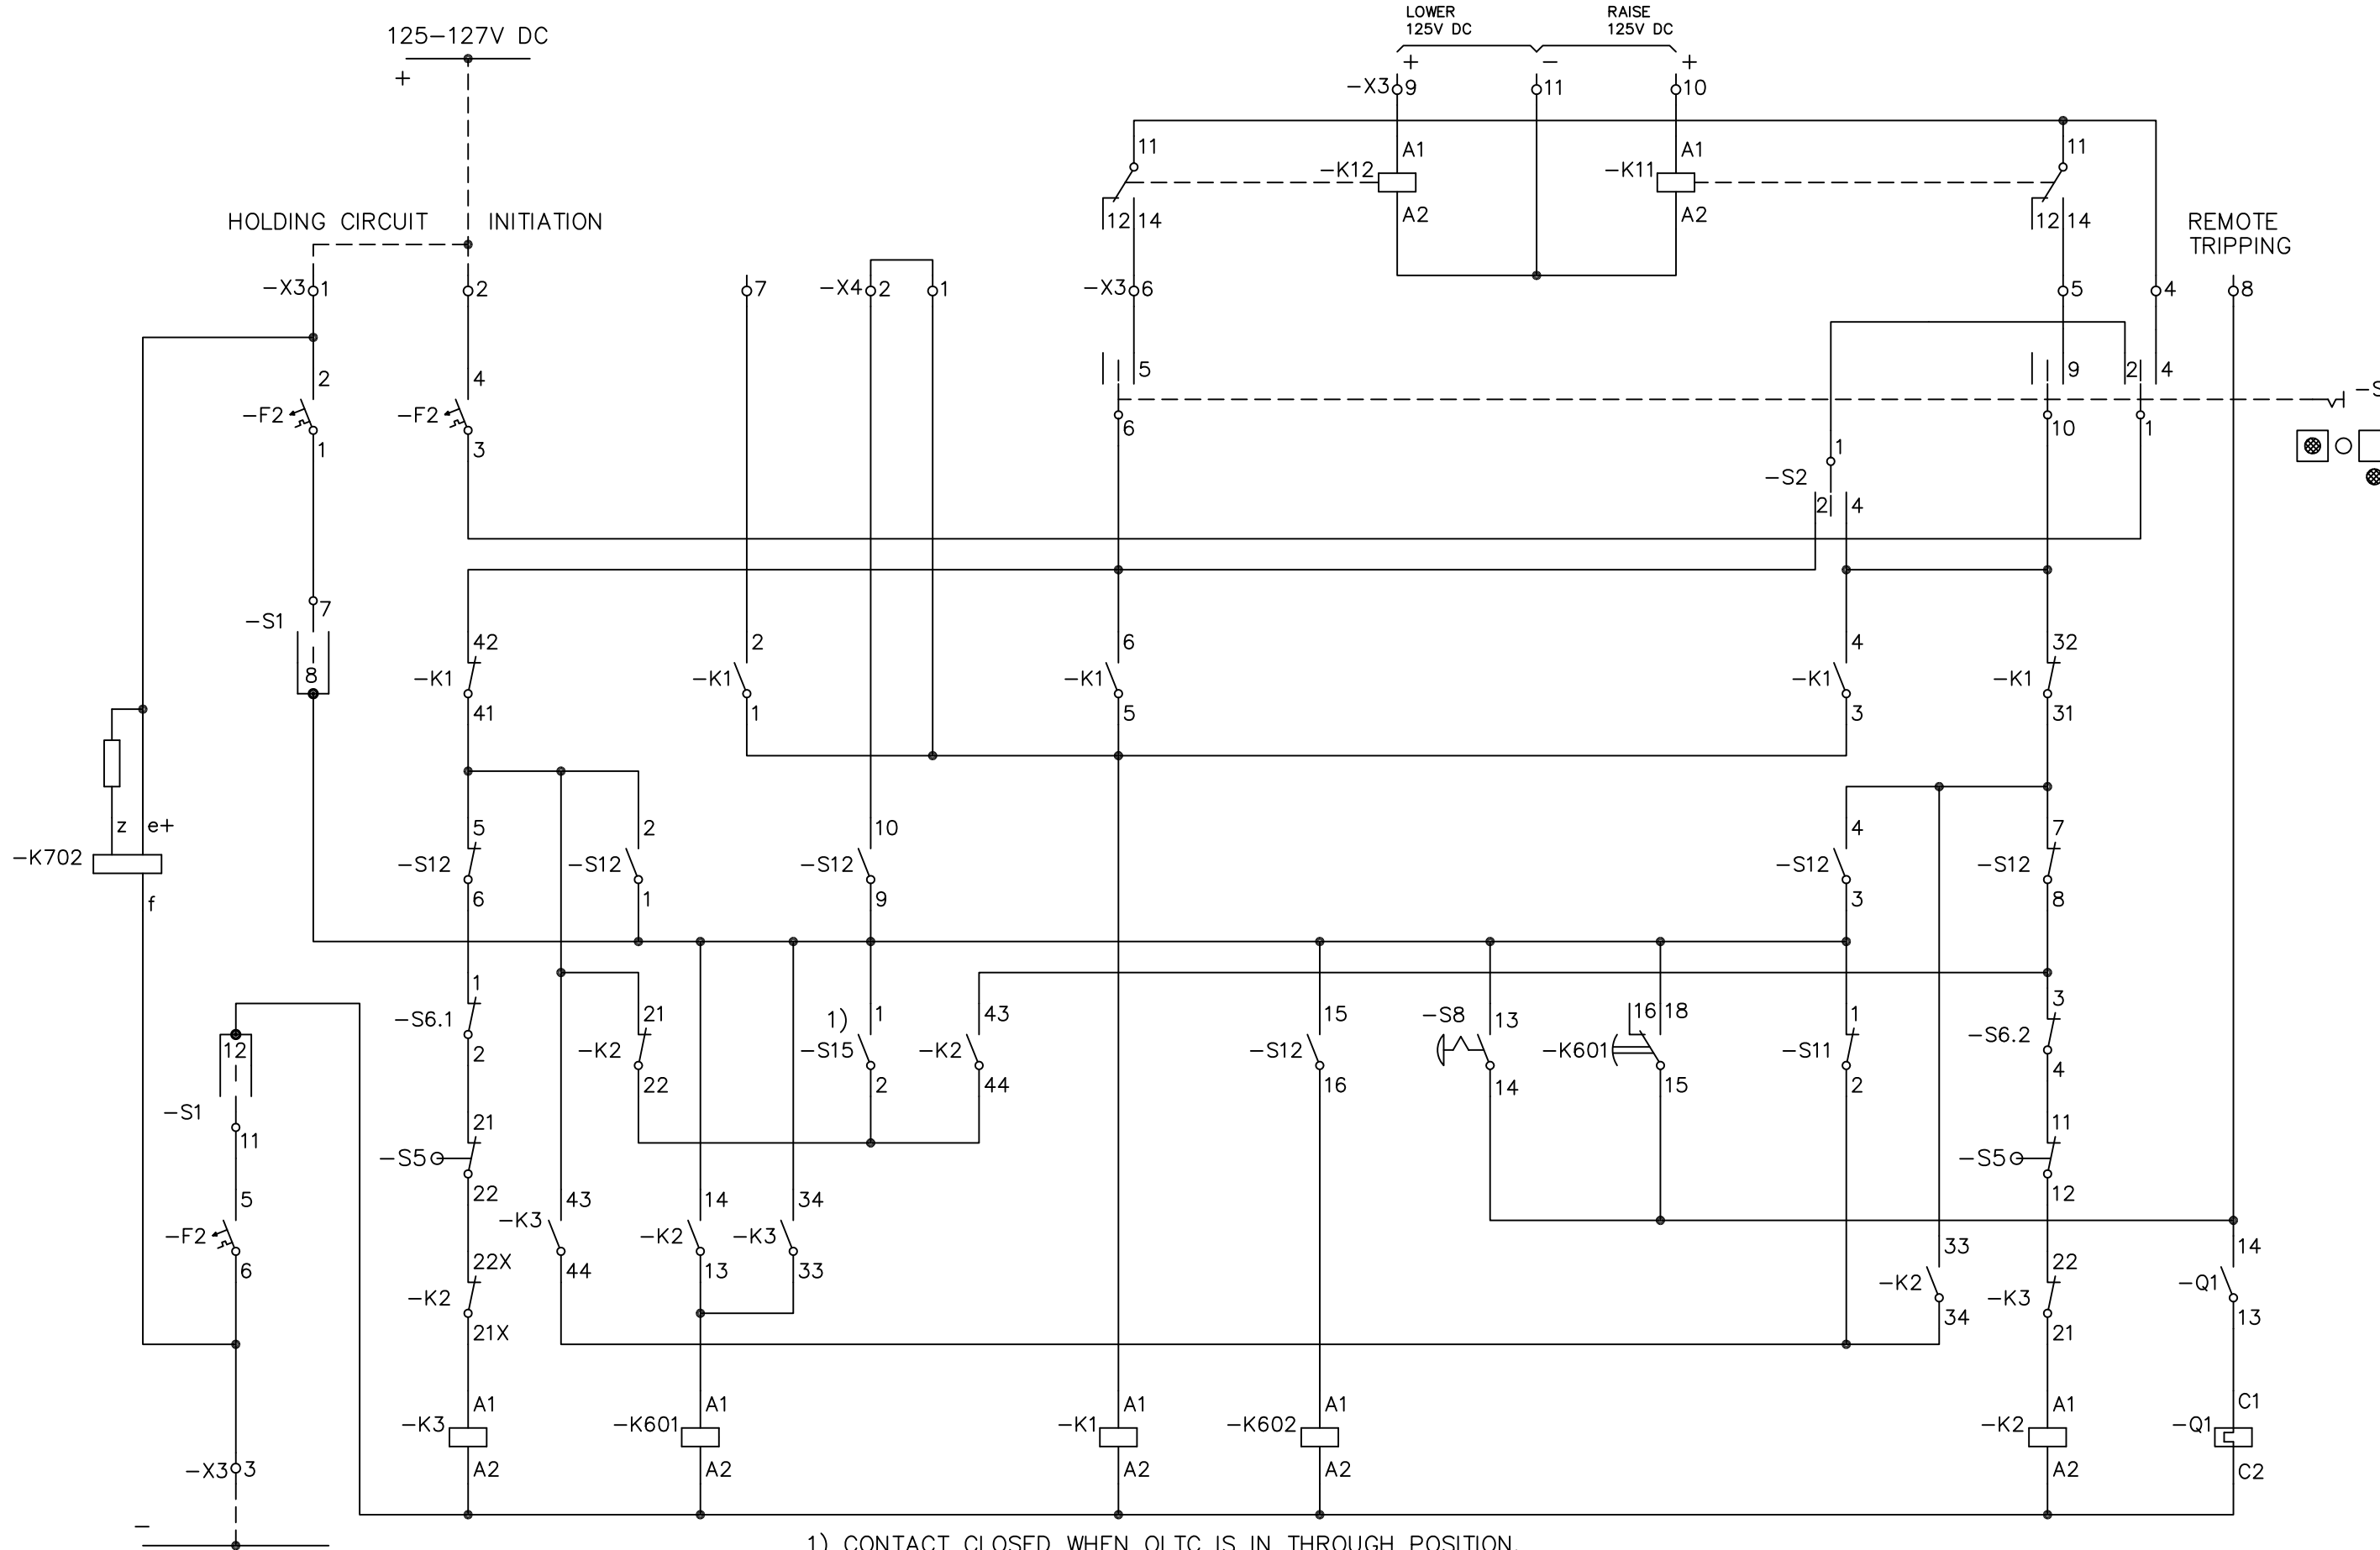 LOWER
125V DC
RAISE
125V DC
125-127V DC
+
+
-
+
-X3
9
11
10
11
A1
A1
11
-K12
-K11
A2
A2
12
14
12
14
HOLDING CIRCUIT
INITIATION
REMOTE
TRIPPING
-X3
1
2
7
-X4
2
1
-X3
6
5
4
8
2
4
5
9
2
4
-S
-F2
-F2
1
3
6
10
1
1
-S2
2
4
7
-S1
8
42
2
6
4
32
-K1
-K1
-K1
-K1
-K1
41
1
5
3
31
z
e+
5
2
10
4
7
-K702
-S12
-S12
-S12
-S12
-S12
f
6
1
9
3
8
1
21
1)
1
43
15
-S8
13
16
18
1
3
-S6.1
-K2
-S15
-K2
-S12
-K601
-S11
-S6.2
12
2
22
2
44
16
14
15
2
4
-S1
11
21
11
-S5
-S5
22
12
5
43
14
34
-F2
-K3
-K2
-K3
6
44
13
33
22X
33
22
14
-K2
-K2
-K3
-Q1
21X
34
21
13
A1
A1
A1
A1
A1
C1
-K3
-K601
-K1
-K602
-K2
-Q1
A2
A2
A2
A2
A2
C2
-X3
3
-
1) CONTACT CLOSED WHEN OLTC IS IN THROUGH POSITION.